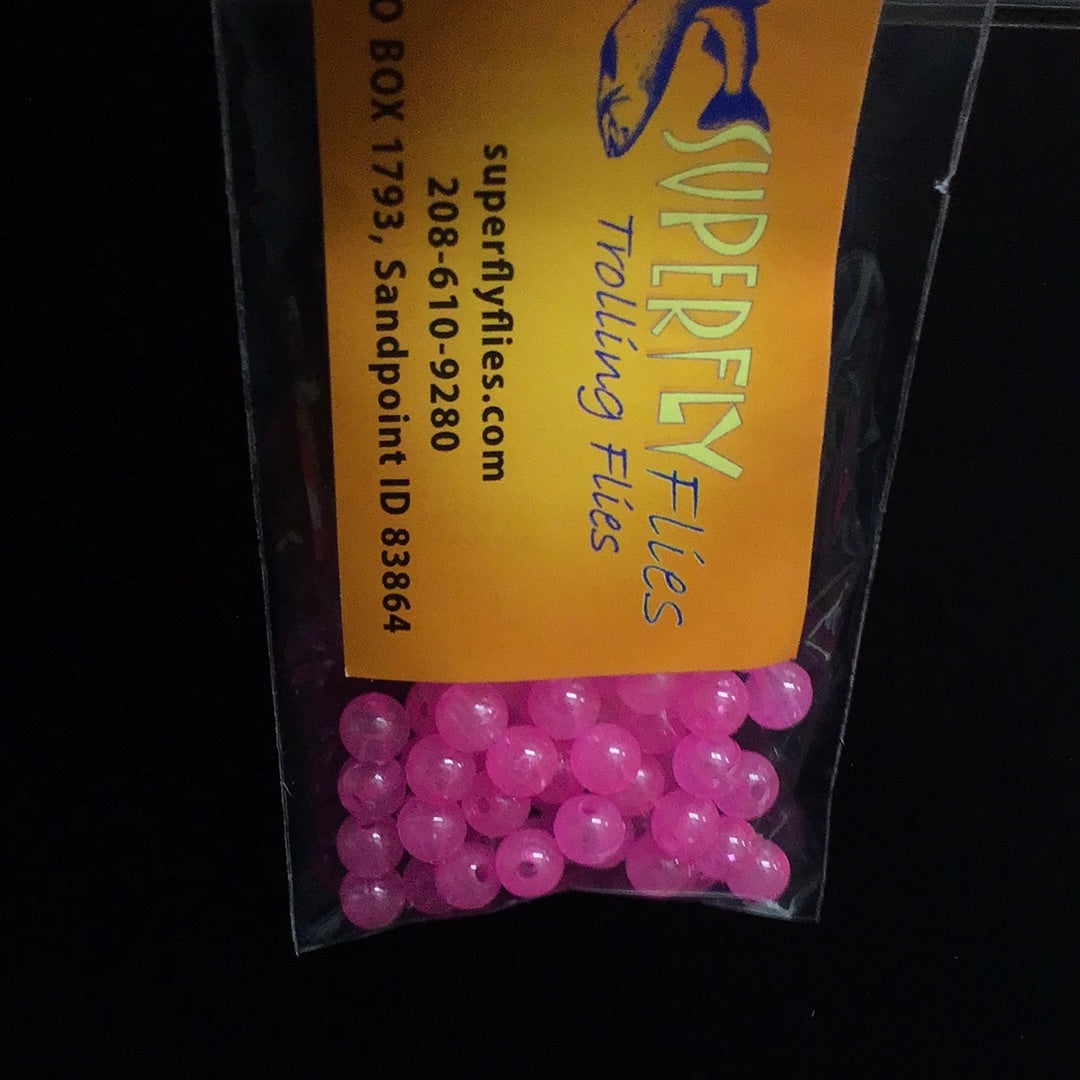 SUPERFLY Flies
Trolling Flies
superflyflies.com
208-610-9280
O BOX 1793, Sandpoint ID 83864